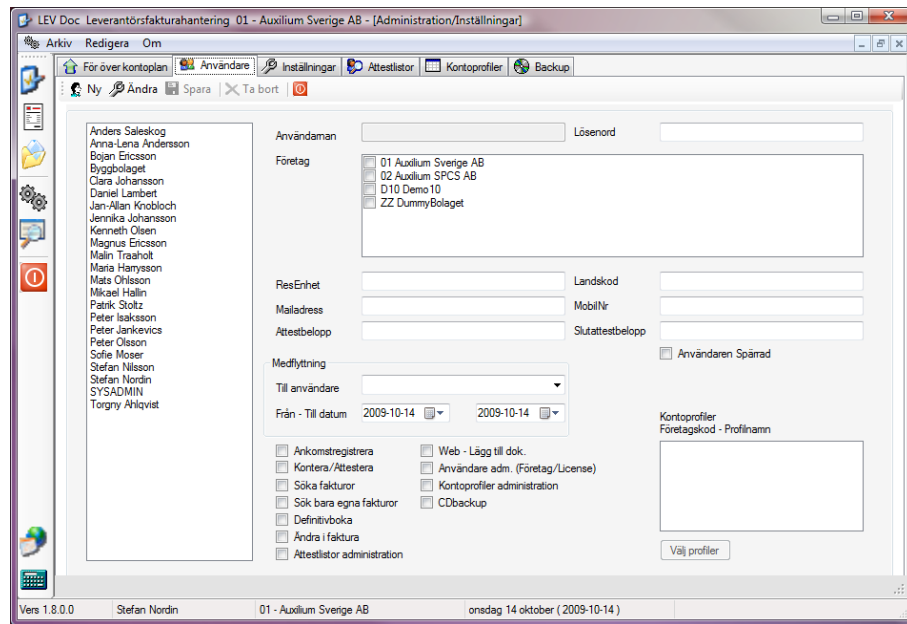 LEV Doc Leverantörsfakturahantering 01 - Auxilium Sverige AB - [Administration/Inställningar]
Arkiv Redigera Om
För över kontoplan Användare Inställningar Attestlistor Kontoprofiler Backup
Ny Ändra Spara Ta bort
Anders Saleskog
Anna-Lena Andersson
Bojan Ericsson
Byggbolaget
Clara Johansson
Daniel Lambert
Jan-Allan Knobloch
Jennika Johansson
Kenneth Olsen
Magnus Ericsson
Malin Traaholt
Maria Harrysson
Mats Ohlsson
Mikael Hallin
Patrik Stoltz
Peter Isaksson
Peter Jankevics
Peter Olsson
Sofie Moser
Stefan Nilsson
Stefan Nordin
SYSADMIN
Torgny Ahlqvist
Användarnan Lösenord
Företag
01 Auxilium Sverige AB
02 Auxilium SPCS AB
D10 Demo10
ZZ DummyBolaget
ResEnhet Landskod
Mailadress MobilNr
Attestbelopp Slutattestbelopp
Användaren Spärrad
Medflyttning
Till användare
Från - Till datum 2009-10-14 2009-10-14
Kontoprofiler
Företagskod - Profilnamn
Ankomstregistrera Web - Lägg till dok.
Kontera/Attestera Användare adm. (Företag/License)
Söka fakturor Kontoprofiler administration
Sök bara egna fakturor CDbackup
Definitivboka
Ändra i faktura
Attestlistor administration
Välj profiler
Vers 1.8.0.0 Stefan Nordin 01 - Auxilium Sverige AB onsdag 14 oktober ( 2009-10-14 )